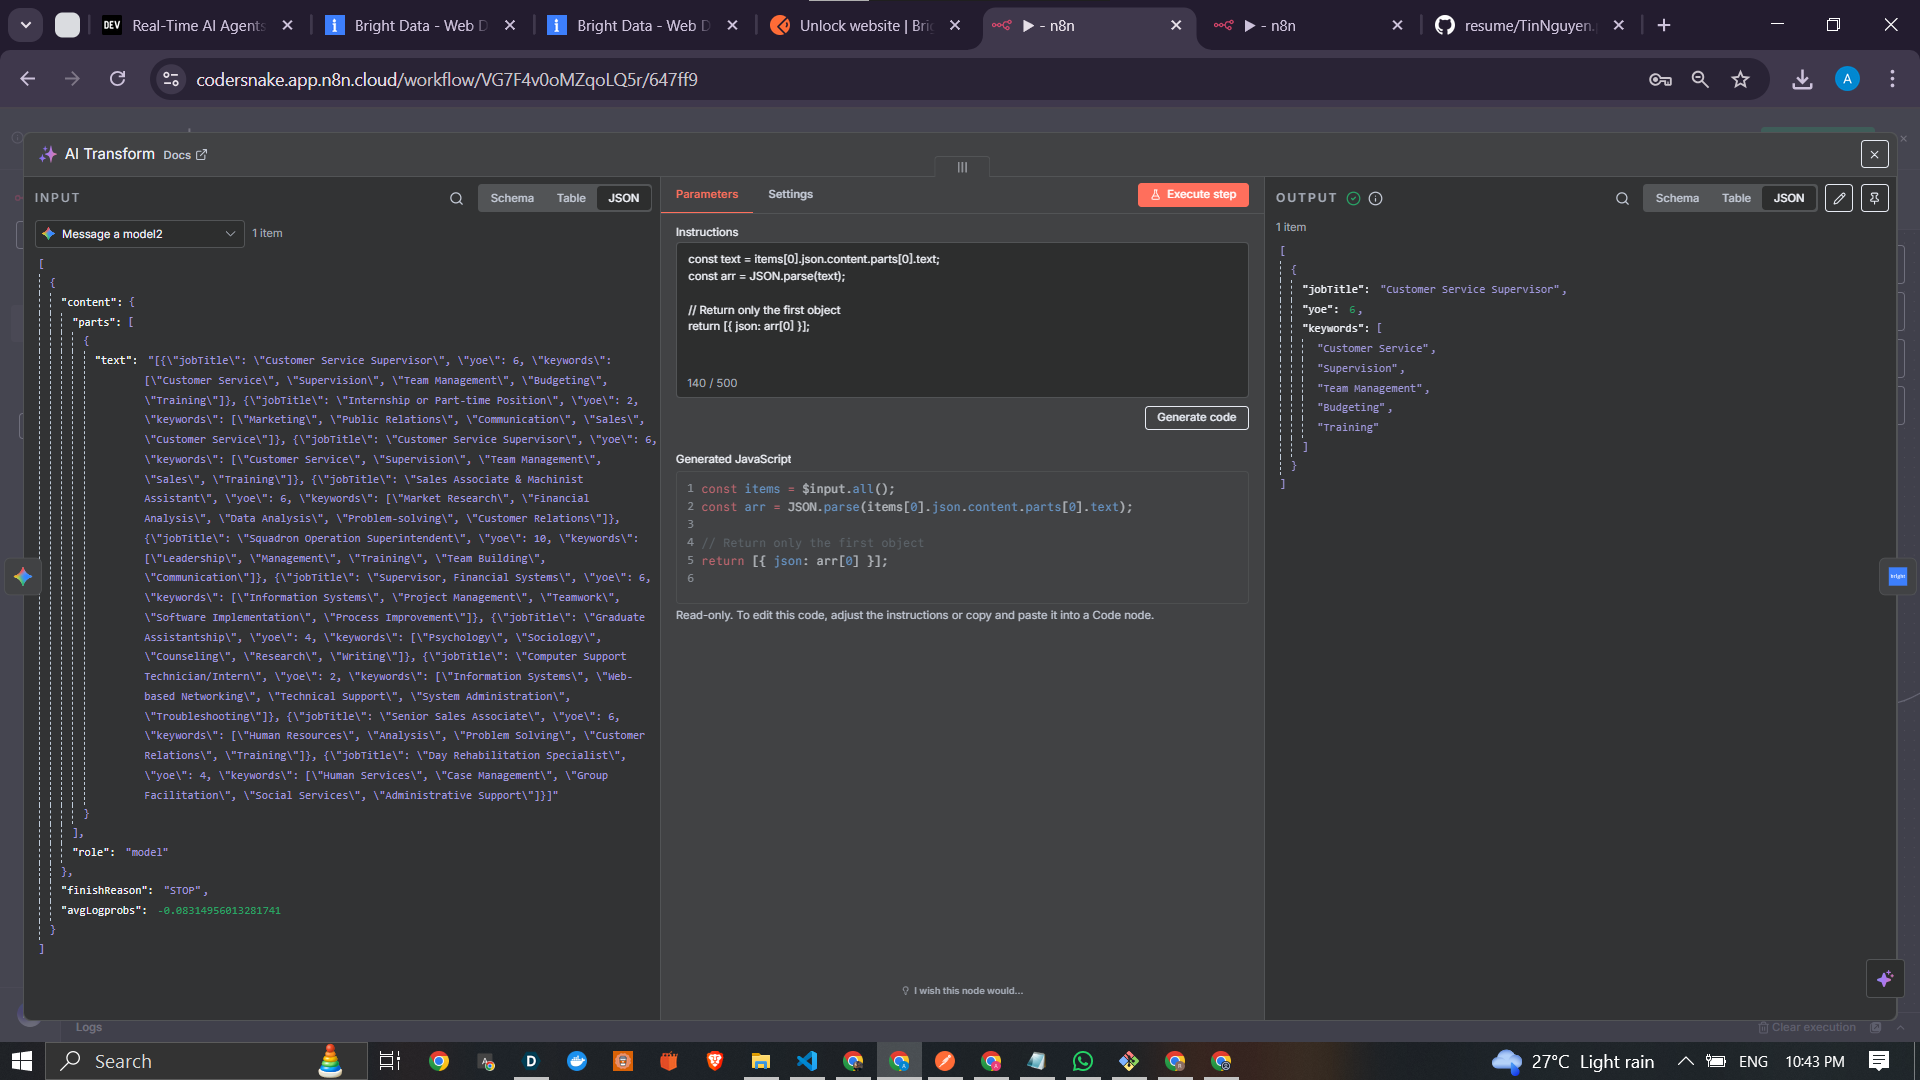 DEV Real-Time AI Agents
Bright Data - Web D
Bright Data - Web D
Unlock website | Bri
▶ - n8n
▶ - n8n
resume/TinNguyen.
codersnake.app.n8n.cloud/workflow/VG7F4v0oMZqoLQ5r/647ff9
A
AI Transform Docs
INPUT
Schema Table JSON
Message a model2 1 item
[
{
"content": {
"parts": [
{
"text": "[{\"jobTitle\": \"Customer Service Supervisor\", \"yoe\": 6, \"keywords\":
[\"Customer Service\", \"Supervision\", \"Team Management\", \"Budgeting\",
\"Training\"]}, {\"jobTitle\": \"Internship or Part-time Position\", \"yoe\": 2,
\"keywords\": [\"Marketing\", \"Public Relations\", \"Communication\", \"Sales\",
\"Customer Service\"]}, {\"jobTitle\": \"Customer Service Supervisor\", \"yoe\": 6,
\"keywords\": [\"Customer Service\", \"Supervision\", \"Team Management\",
\"Sales\", \"Training\"]}, {\"jobTitle\": \"Sales Associate & Machinist
Assistant\", \"yoe\": 6, \"keywords\": [\"Market Research\", \"Financial
Analysis\", \"Data Analysis\", \"Problem-solving\", \"Customer Relations\"]},
{\"jobTitle\": \"Squadron Operation Superintendent\", \"yoe\": 10, \"keywords\":
[\"Leadership\", \"Management\", \"Training\", \"Team Building\",
\"Communication\"]}, {\"jobTitle\": \"Supervisor, Financial Systems\", \"yoe\": 6,
\"keywords\": [\"Information Systems\", \"Project Management\", \"Teamwork\",
\"Software Implementation\", \"Process Improvement\"]}, {\"jobTitle\": \"Graduate
Assistantship\", \"yoe\": 4, \"keywords\": [\"Psychology\", \"Sociology\",
\"Counseling\", \"Research\", \"Writing\"]}, {\"jobTitle\": \"Computer Support
Technician/Intern\", \"yoe\": 2, \"keywords\": [\"Information Systems\", \"Web-
based Networking\", \"Technical Support\", \"System Administration\",
\"Troubleshooting\"]}, {\"jobTitle\": \"Senior Sales Associate\", \"yoe\": 6,
\"keywords\": [\"Human Resources\", \"Analysis\", \"Problem Solving\", \"Customer
Relations\", \"Training\"]}, {\"jobTitle\": \"Day Rehabilitation Specialist\",
\"yoe\": 4, \"keywords\": [\"Human Services\", \"Case Management\", \"Group
Facilitation\", \"Social Services\", \"Administrative Support\"]}]"
}
],
"role": "model"
},
"finishReason": "STOP",
"avgLogprobs": -0.08314956013281741
}
]
Parameters Settings Execute step
Instructions
const text = items[0].json.content.parts[0].text;
const arr = JSON.parse(text);
// Return only the first object
return [{ json: arr[0] }];
140 / 500
Generate code
Generated JavaScript
1 const items = $input.all();
2 const arr = JSON.parse(items[0].json.content.parts[0].text);
3
4 // Return only the first object
5 return [{ json: arr[0] }];
6
Read-only. To edit this code, adjust the instructions or copy and paste it into a Code node.
I wish this node would...
OUTPUT
Schema Table JSON
1 item
[
{
"jobTitle": "Customer Service Supervisor",
"yoe": 6,
"keywords": [
"Customer Service",
"Supervision",
"Team Management",
"Budgeting",
"Training"
]
}
]
bright
Logs
Clear execution
Search
27°C Light rain
ENG
10:43 PM